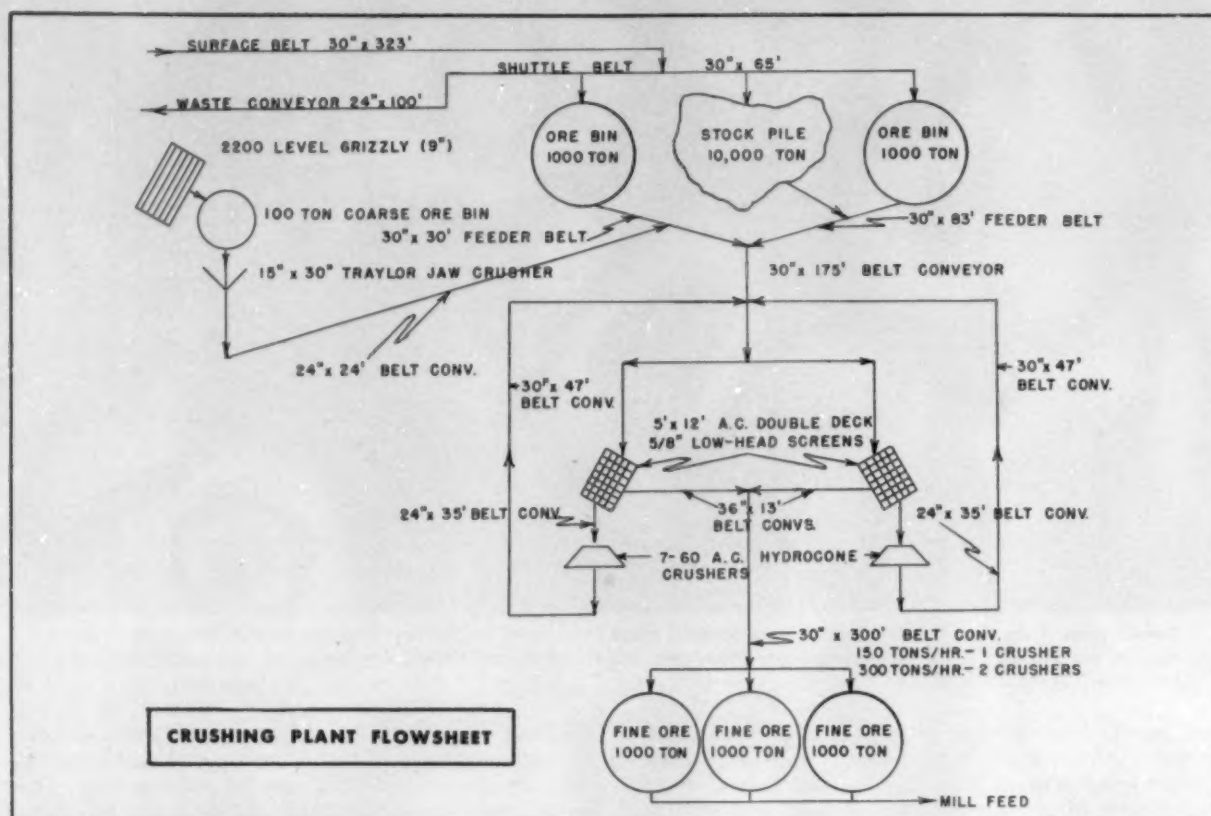 SURFACE BELT 30" x 323'
SHUTTLE BELT 30" x 65'
WASTE CONVEYOR 24" x 100'
2200 LEVEL GRIZZLY (9")
ORE BIN
1000 TON
STOCK PILE
10,000 TON
ORE BIN
1000 TON
100 TON COARSE ORE BIN
30" x 30' FEEDER BELT
30" x 83' FEEDER BELT
15" x 30" TRAYLOR JAW CRUSHER
30" x 175' BELT CONVEYOR
24" x 24' BELT CONV.
30" x 47'
BELT CONV.
30" x 47'
BELT CONV.
5' x 12' A.C. DOUBLE DECK
5/8" LOW-HEAD SCREENS
24" x 35' BELT CONV.
36" x 13'
BELT CONVS.
24" x 35' BELT CONV.
7-60 A.C. HYDROCONE
CRUSHERS
30" x 300' BELT CONV.
150 TONS/HR.- 1 CRUSHER
300 TONS/HR.- 2 CRUSHERS
CRUSHING PLANT FLOWSHEET
FINE ORE
1000 TON
FINE ORE
1000 TON
FINE ORE
1000 TON
MILL FEED